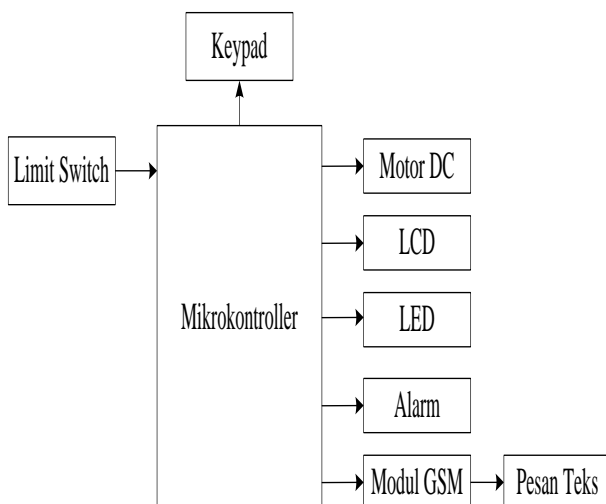 Keypad
Limit Switch
Motor DC
LCD
Mikrokontroller
LED
Alarm
Modul GSM
Pesan Teks